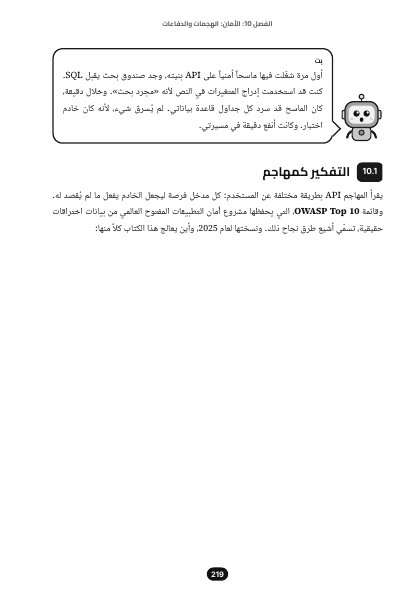 الفصل 10: الأمان: الهجمات والدفاعات
بت
أول مرة شغّلت فيها ماسحاً أمنياً على API بنيته، وجد صندوق بحث يقبل SQL.
كنت قد استخدمت إدراج المتغيرات في النص لأنه «مجرد بحث». وخلال دقيقة،
كان الماسح قد سرد كل جداول قاعدة بياناتي. لم يُسرق شيء، لأنه كان خادم
اختبار. وكانت أنفع دقيقة في مسيرتي.
10.1 التفكير كمهاجم
يقرأ المهاجم API بطريقة مختلفة عن المستخدم: كل مدخل فرصة ليجعل الخادم يفعل ما لم يُقصد له.
وقائمة OWASP Top 10، التي يحفظها مشروع أمان التطبيقات المفتوح العالمي من بيانات اختراقات
حقيقية، تسمّي أشيع طرق نجاح ذلك. ونسختها لعام 2025، وأين يعالج هذا الكتاب كلاً منها:
219